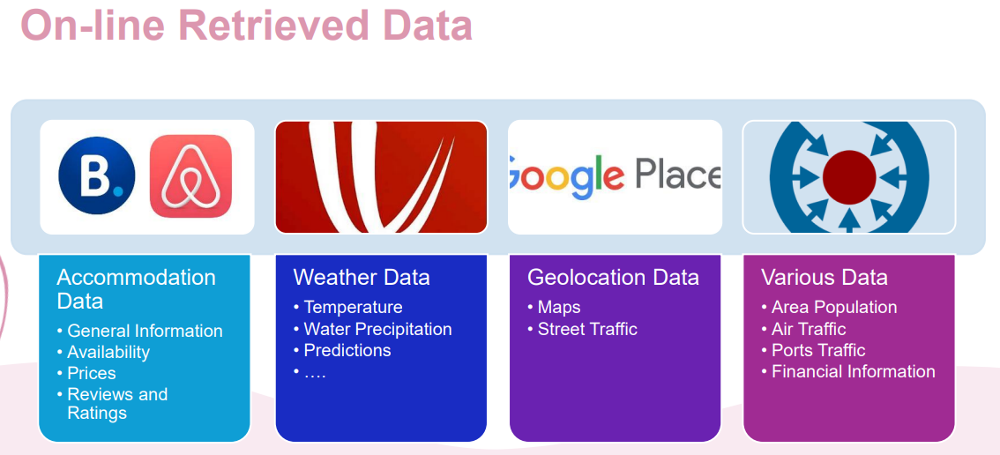 On-line Retrieved Data
B.
Google Place
Accommodation
Data
• General Information
• Availability
• Prices
• Reviews and
Ratings
Weather Data
• Temperature
• Water Precipitation
• Predictions
• ....
Geolocation Data
• Maps
• Street Traffic
Various Data
• Area Population
• Air Traffic
• Ports Traffic
• Financial Information